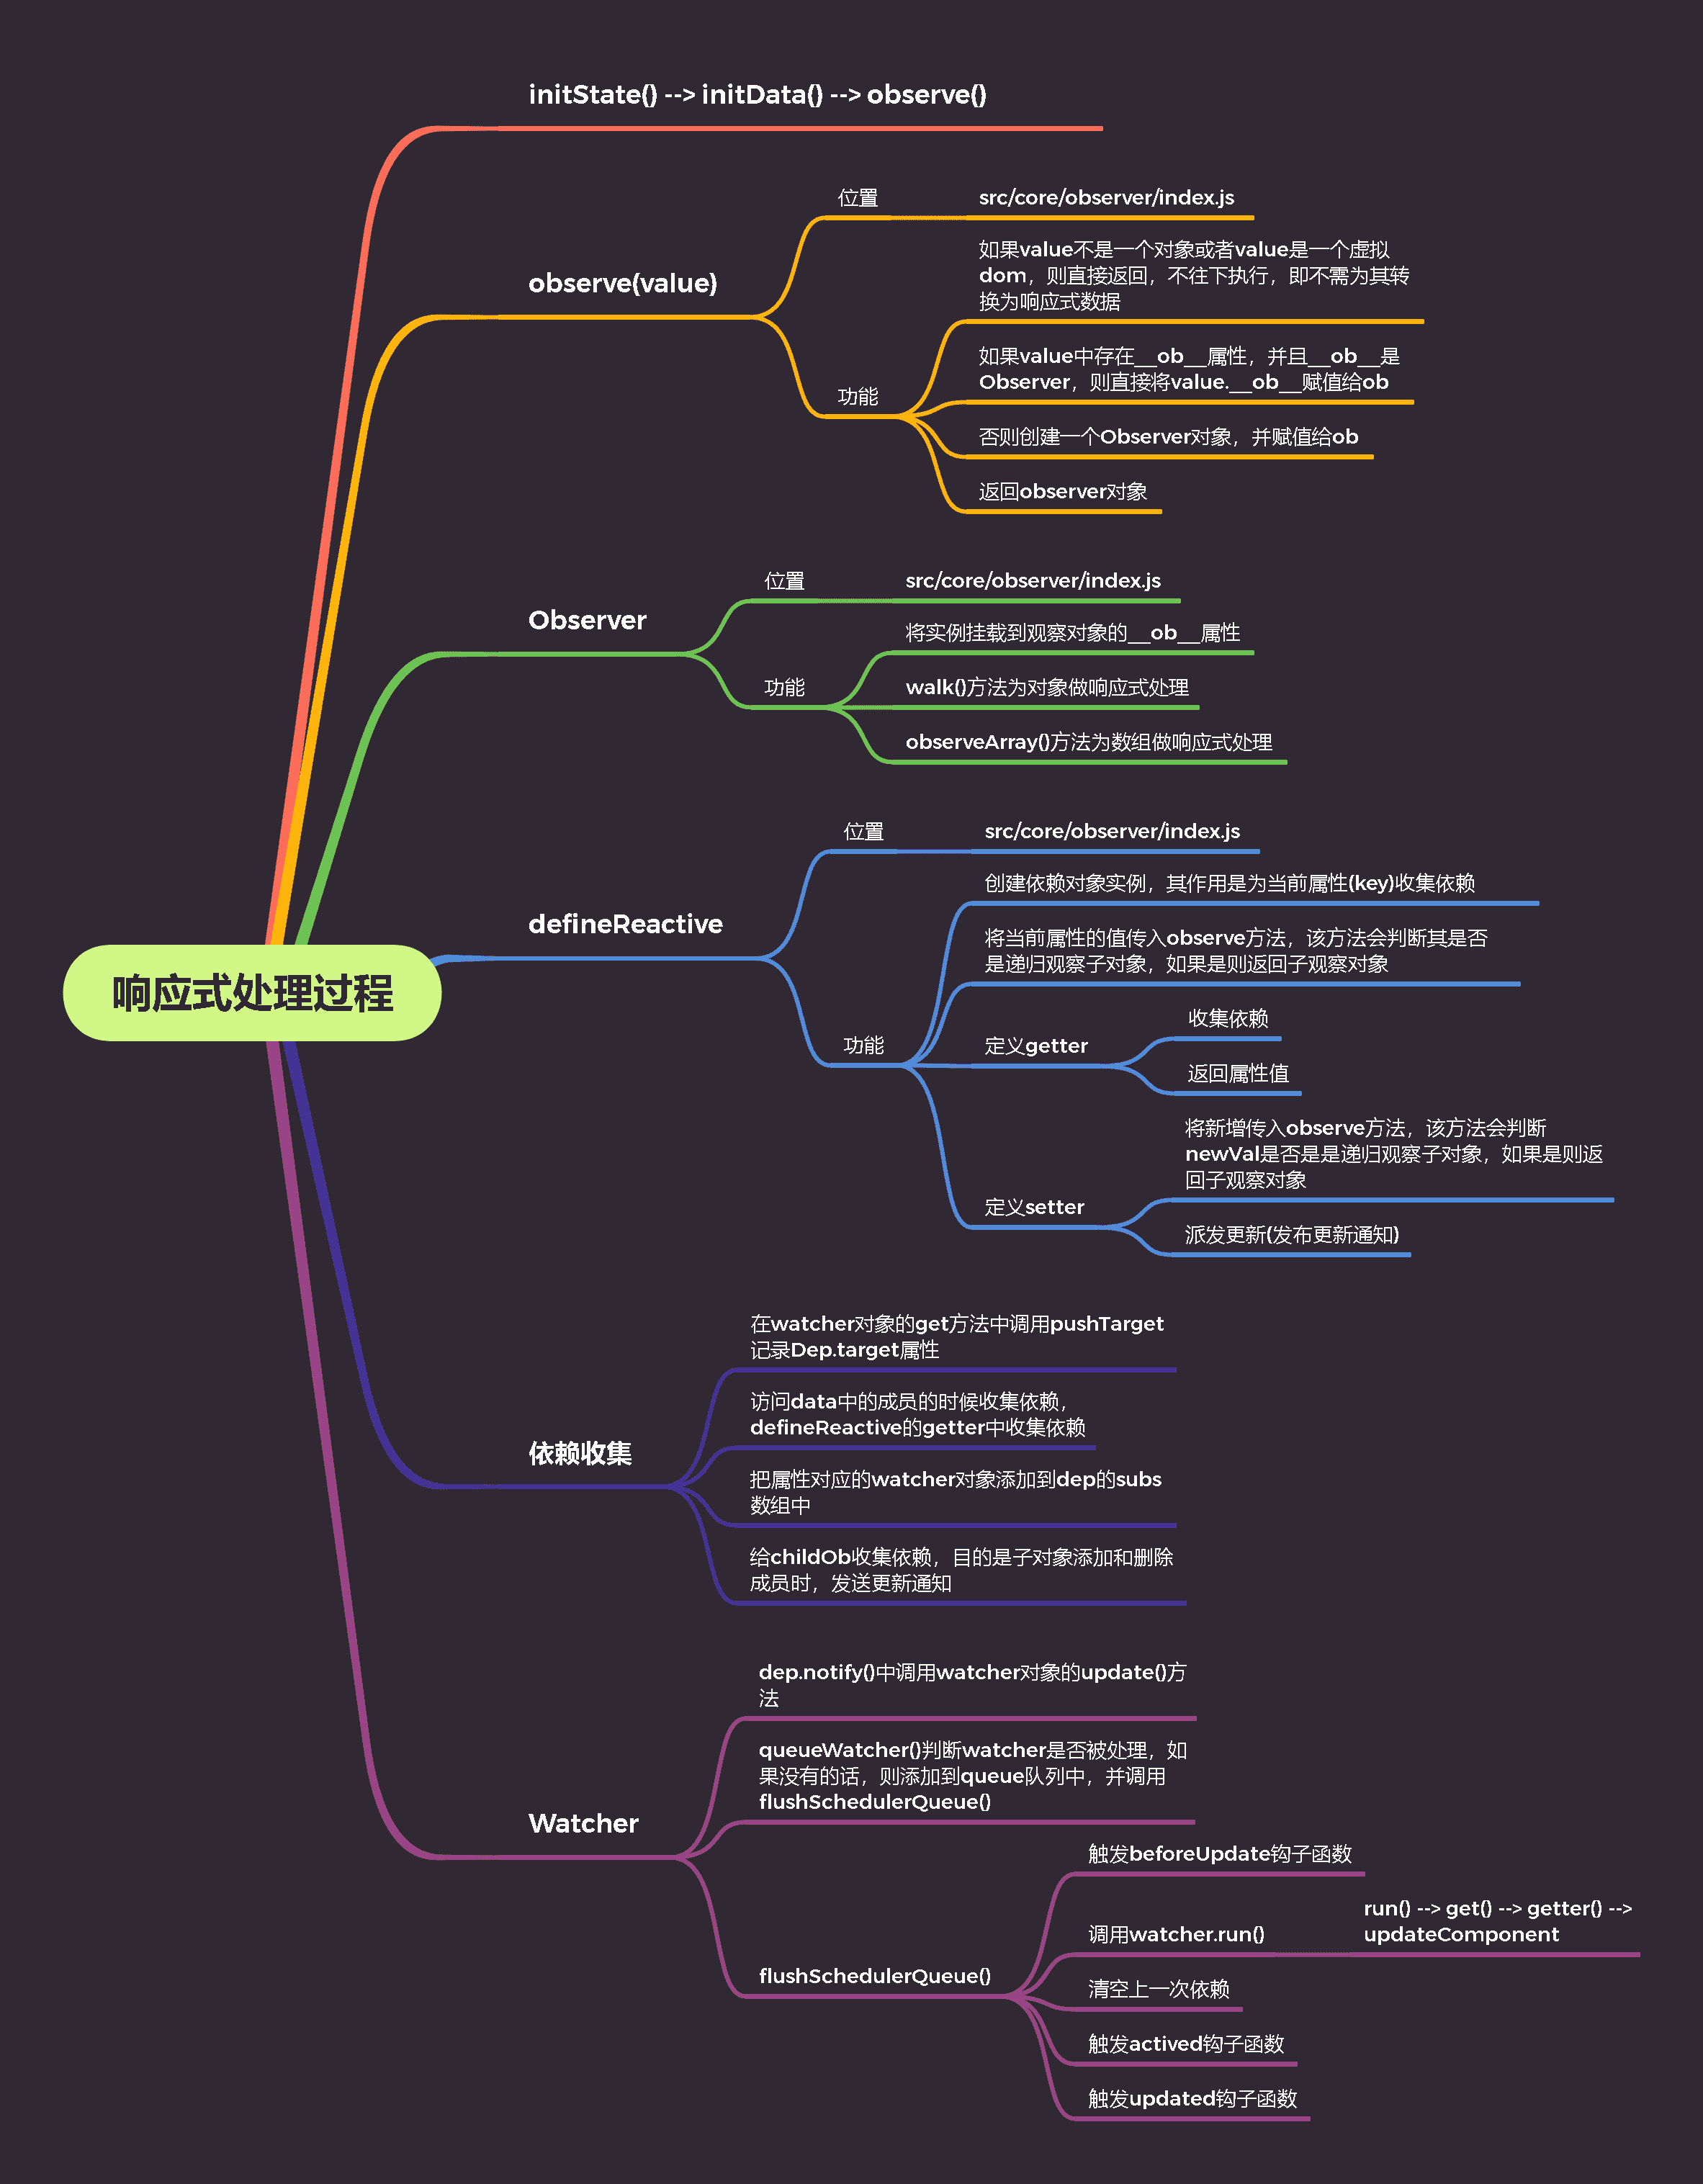 initState() --> initData() --> observe()
位置
src/core/observer/index.js
如果value不是一个对象或者value是一个虚拟
dom，则直接返回，不往下执行，即不需为其转
换为响应式数据
observe(value)
如果value中存在__ob__属性，并且__ob__是
Observer，则直接将value.__ob__赋值给ob
功能
否则创建一个Observer对象，并赋值给ob
返回observer对象
位置
src/core/observer/index.js
Observer
将实例挂载到观察对象的__ob__属性
功能
walk()方法为对象做响应式处理
observeArray()方法为数组做响应式处理
位置
src/core/observer/index.js
创建依赖对象实例，其作用是为当前属性(key)收集依赖
defineReactive
将当前属性的值传入observe方法，该方法会判断其是否
是递归观察子对象，如果是则返回子观察对象
响应式处理过程
功能
定义getter
收集依赖
返回属性值
将新增传入observe方法，该方法会判断
newVal是否是是递归观察子对象，如果是则返
回子观察对象
定义setter
派发更新(发布更新通知)
在watcher对象的get方法中调用pushTarget
记录Dep.target属性
访问data中的成员的时候收集依赖，
defineReactive的getter中收集依赖
依赖收集
把属性对应的watcher对象添加到dep的subs
数组中
给childOb收集依赖，目的是子对象添加和删除
成员时，发送更新通知
dep.notify()中调用watcher对象的update()方
法
queueWatcher()判断watcher是否被处理，如
果没有的话，则添加到queue队列中，并调用
flushSchedulerQueue()
Watcher
触发beforeUpdate钩子函数
run() --> get() --> getter() -->
updateComponent
调用watcher.run()
flushSchedulerQueue()
清空上一次依赖
触发actived钩子函数
触发updated钩子函数